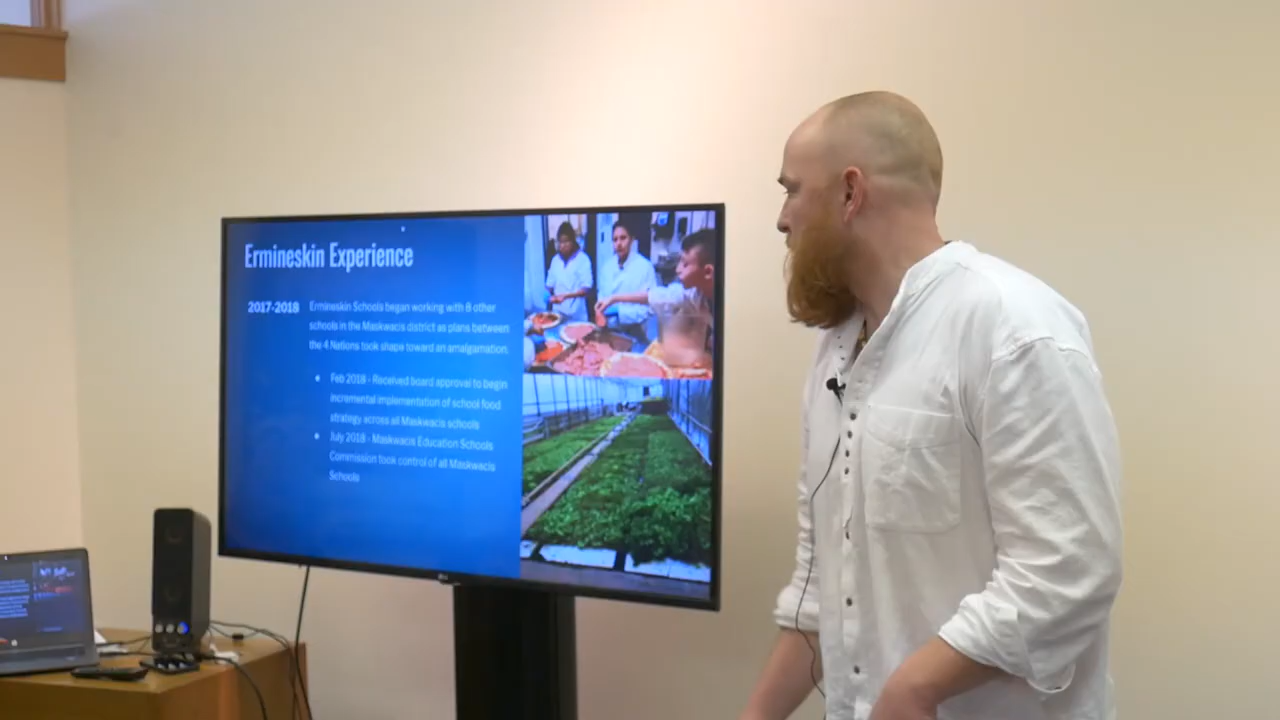 Ermineskin Experience
2017-2018
Ermineskin Schools began working with 8 other
schools in the Maskwacis district as plans between
the 4 Nations took shape toward an amalgamation.
Feb 2018 - Received board approval to begin
incremental implementation of school food
strategy across all Maskwacis schools
July 2018 - Maskwacis Education Schools
Commission took control of all Maskwacis
Schools
LG